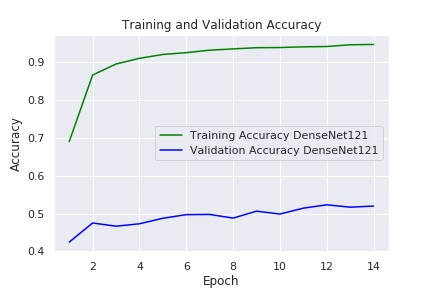 Training and Validation Accuracy
Accuracy
0.9
0.8
0.7
0.6
0.5
0.4
Training Accuracy DenseNet121
Validation Accuracy DenseNet121
2 4 6 8 10 12 14
Epoch